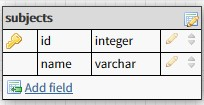 subjects
id integer
name varchar
Add field